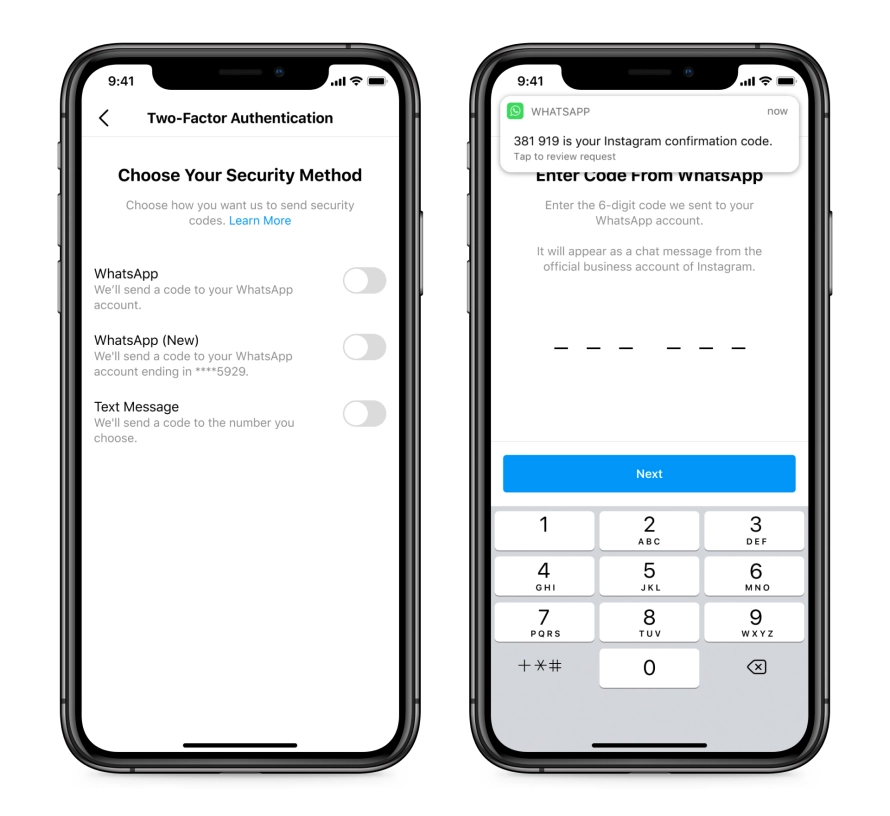 9:41
Two-Factor Authentication
Choose Your Security Method
Choose how you want us to send security
codes. Learn More
WhatsApp
We'll send a code to your WhatsApp
account.
WhatsApp (New)
We'll send a code to your WhatsApp
account ending in ****5929.
Text Message
We'll send a code to the number you
choose.
9:41
WHATSAPP
now
381 919 is your Instagram confirmation code.
Tap to review request
Enter Code From WhatsApp
Enter the 6-digit code we sent to your
WhatsApp account.
It will appear as a chat message from the
official business account of Instagram.
Next
1 2 3
ABC DEF
4 5 6
GHI JKL MNO
7 8 9
PQRS TUV WXYZ
+*# 0